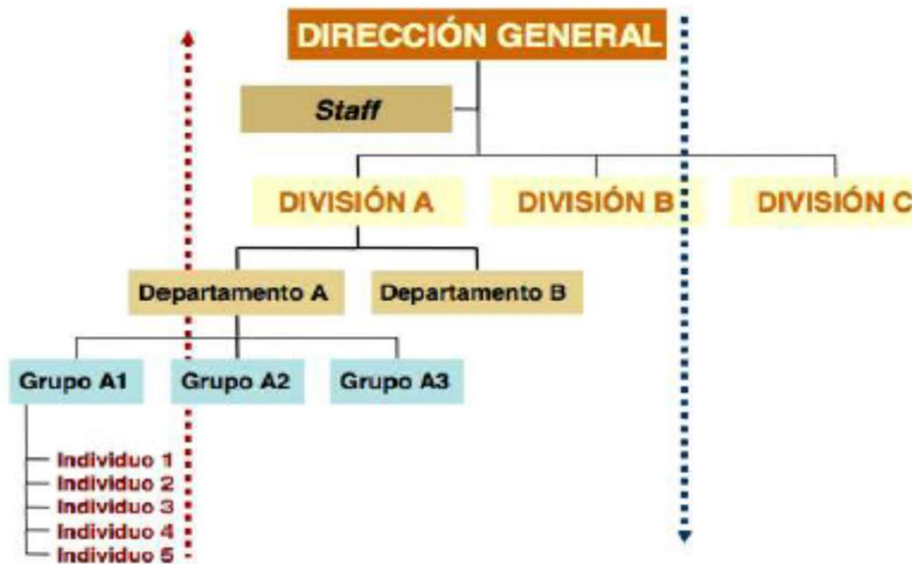 DIRECCIÓN GENERAL
Staff
DIVISIÓN A
DIVISIÓN B
DIVISIÓN C
Departamento A
Departamento B
Grupo A1
Grupo A2
Grupo A3
Individuo 1
Individuo 2
Individuo 3
Individuo 4
Individuo 5